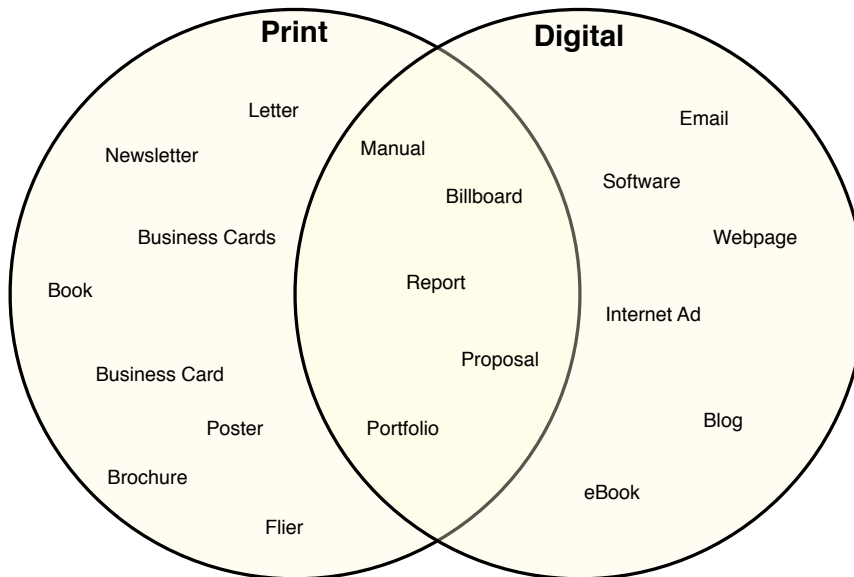 Print
Digital
Letter
Email
Manual
Newsletter
Software
Billboard
Business Cards
Webpage
Report
Book
Internet Ad
Proposal
Business Card
Blog
Poster
Portfolio
Brochure
eBook
Flier